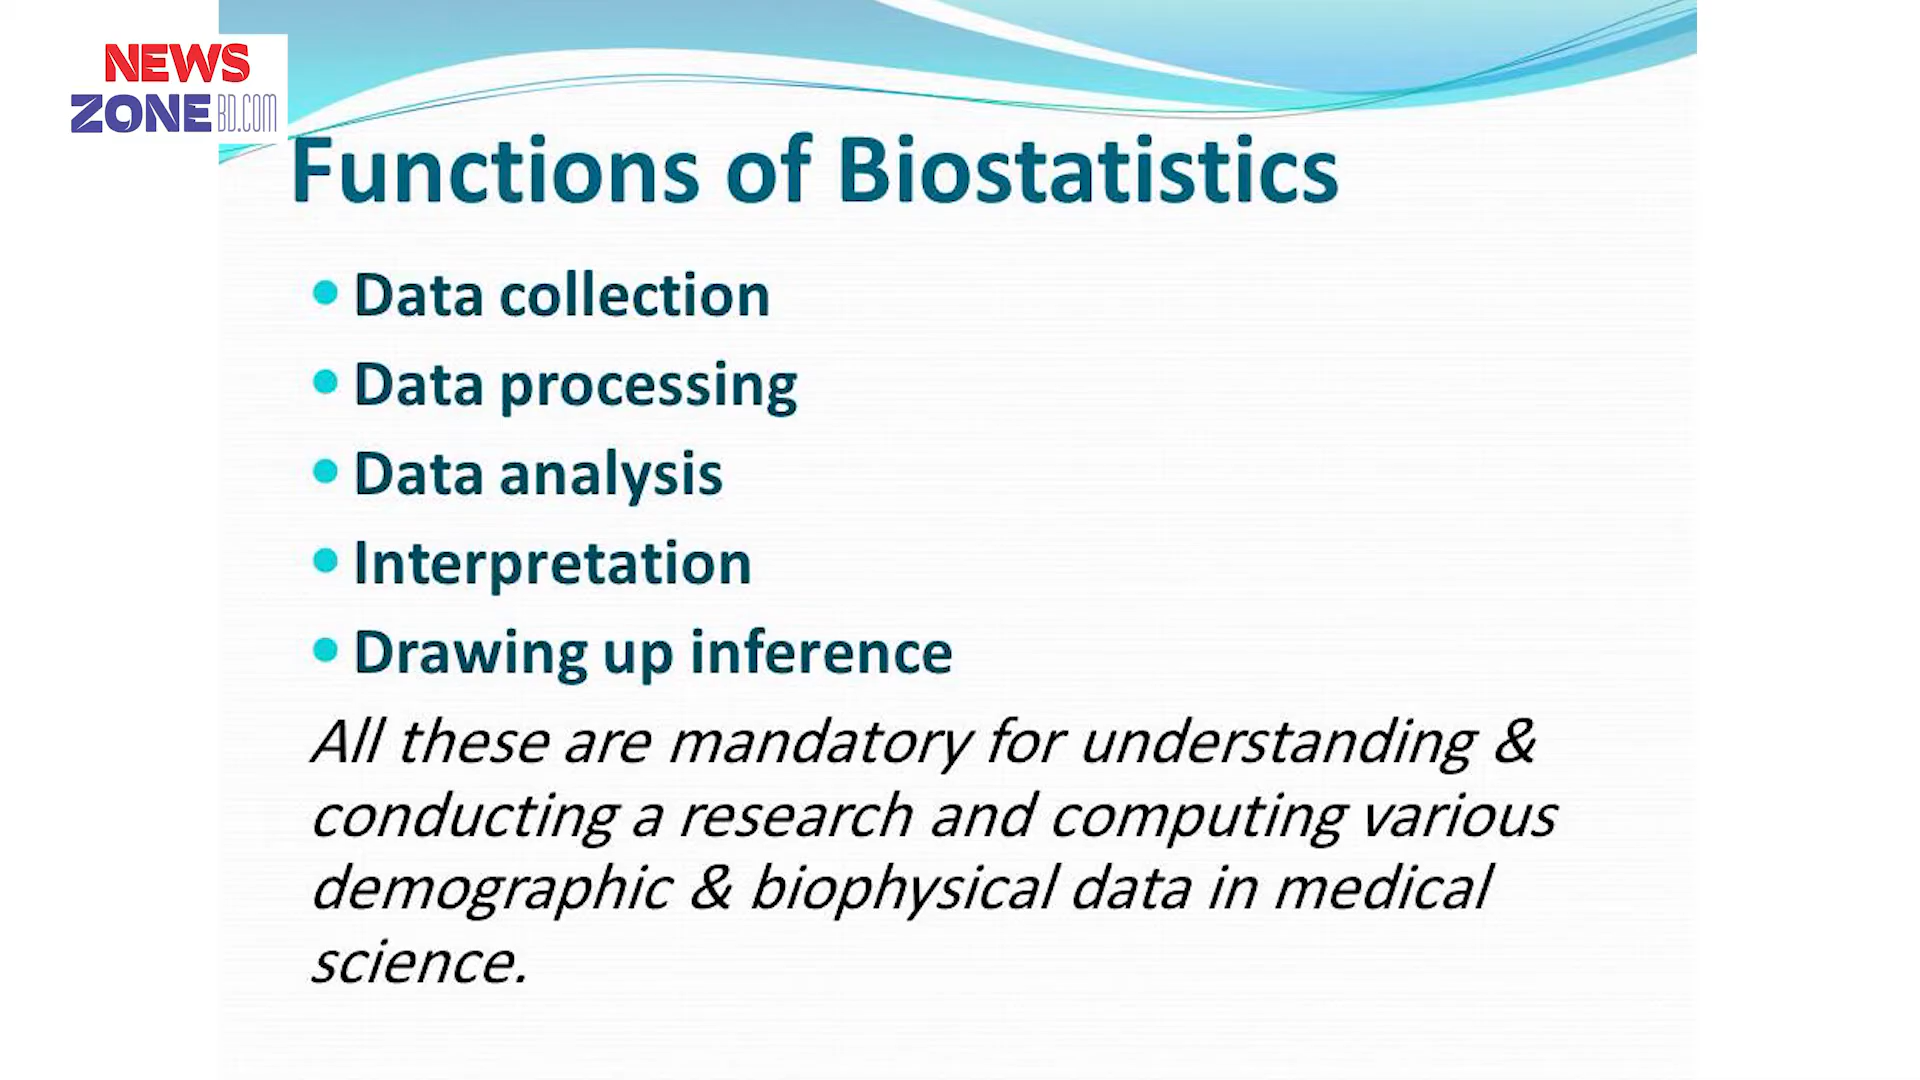 NEWS
ZONE BD.COM
Functions of Biostatistics
• Data collection
• Data processing
• Data analysis
• Interpretation
• Drawing up inference
All these are mandatory for understanding &
conducting a research and computing various
demographic & biophysical data in medical
science.